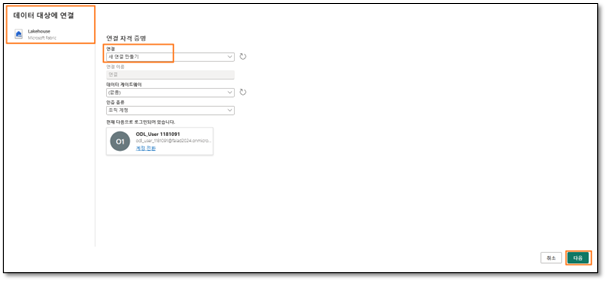 데이터 대상에 연결
Lakehouse
Microsoft Fabric
연결 자격 증명
연결
새 연결 만들기
연결 이름
연결
데이터 게이트웨이
(없음)
인증 종류
조직 계정
현재 다음으로 로그인되어 있습니다.
O1
ODL_User 1181091
계정 전환
취소
다음